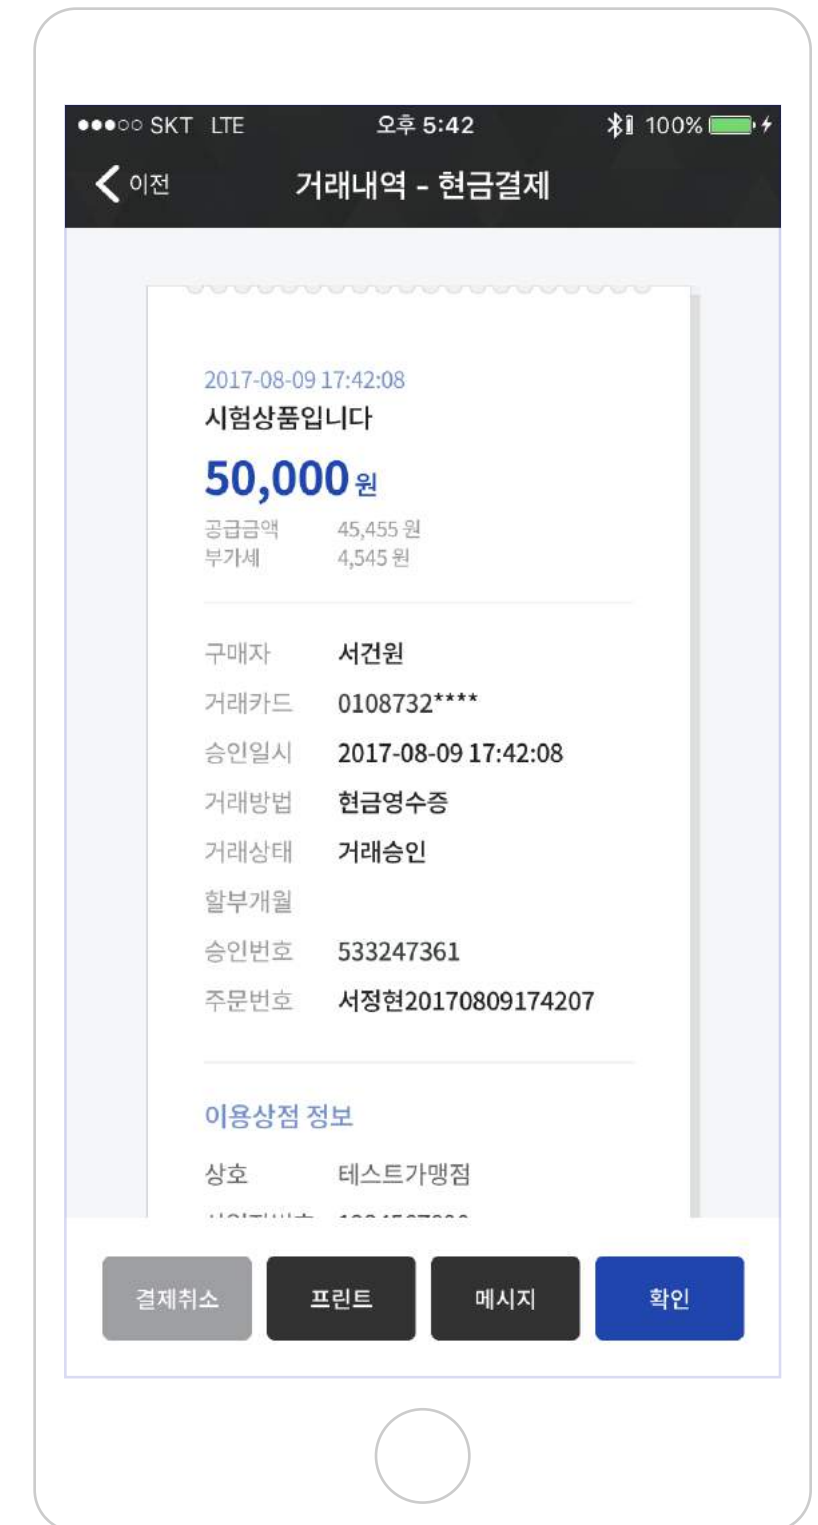 SKT LTE 오후 5:42 100%
이전 거래내역 - 현금결제
2017-08-09 17:42:08
시험상품입니다
50,000 원
공급금액 45,455 원
부가세 4,545 원
구매자 서건원
거래카드 0108732****
승인일시 2017-08-09 17:42:08
거래방법 현금영수증
거래상태 거래승인
할부개월
승인번호 533247361
주문번호 서정현20170809174207
이용상점 정보
상호 테스트가맹점
결제취소 프린트 메시지 확인